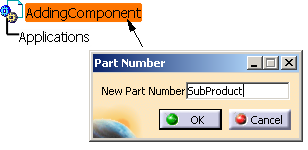 AddingComponent
Applications
Part Number
New Part Number SubProduct
OK Cancel